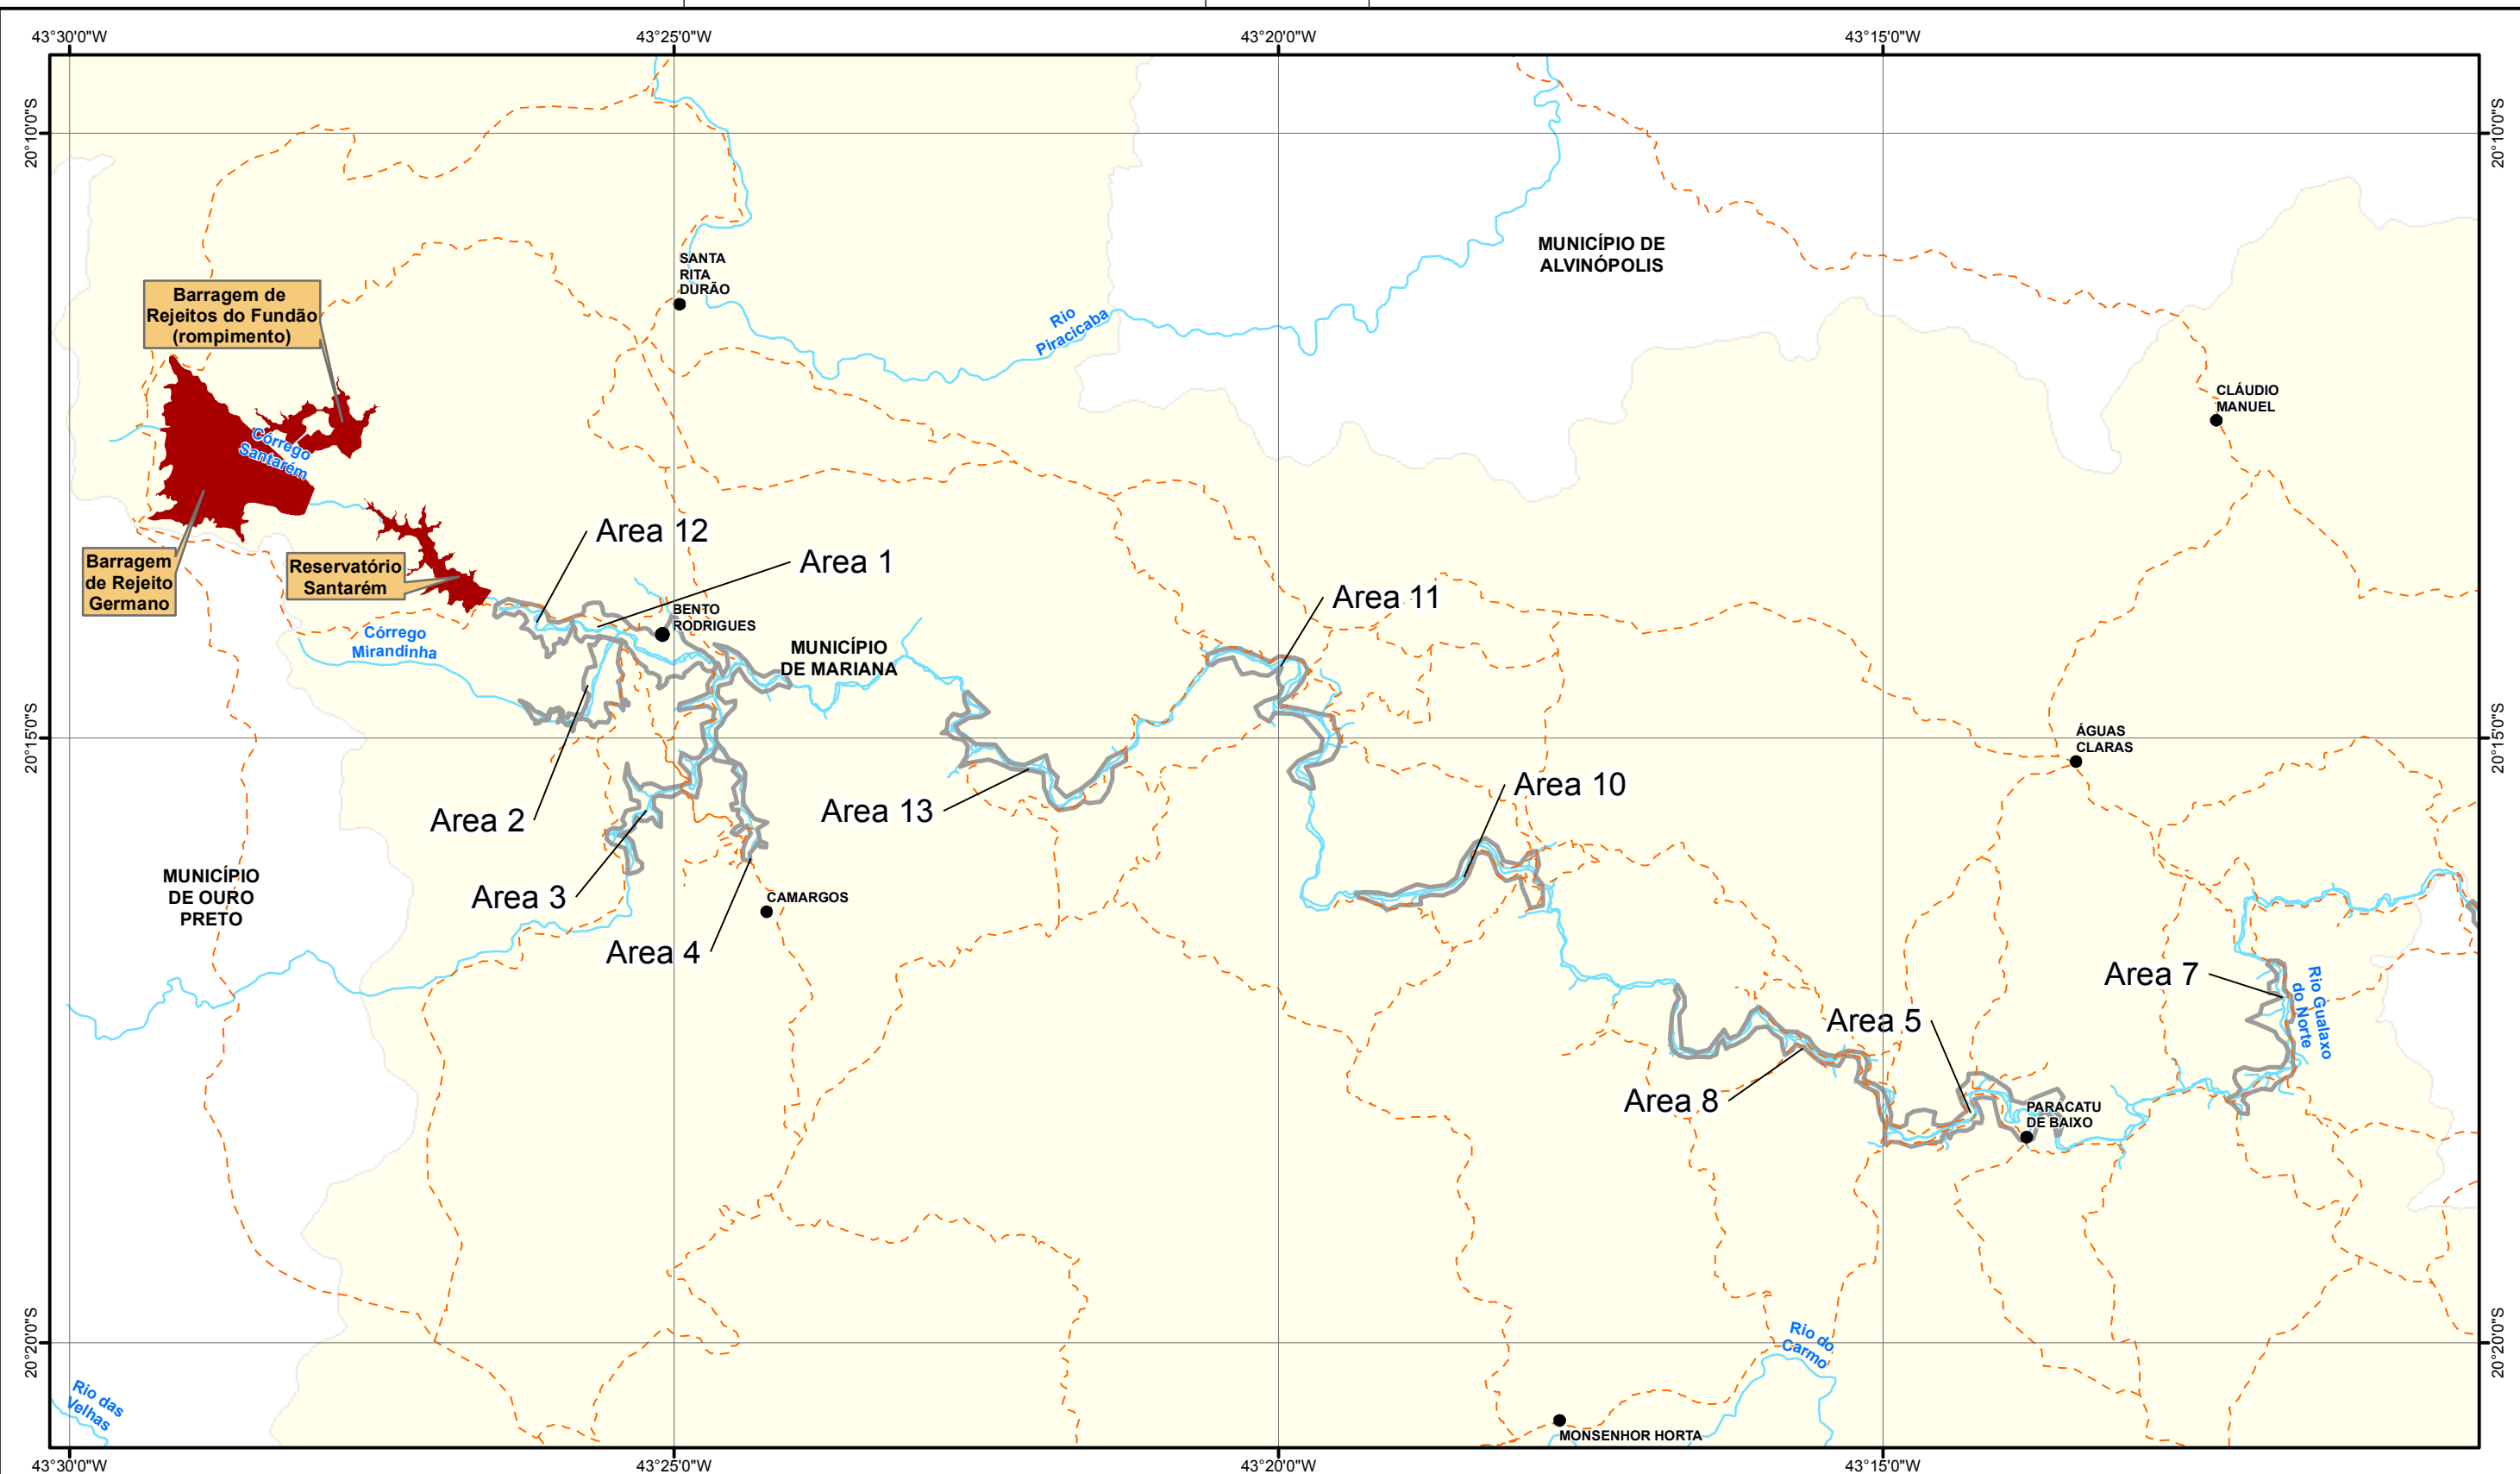 43°30'0"W
43°25'0"W
43°20'0"W
43°15'0"W
20°10'0"S
20°10'0"S
MUNICÍPIO DE
ALVINÓPOLIS
SANTA
RITA
DURÃO
Barragem de
Rejeitos do Fundão
(rompimento)
Rio
Piracicaba
CLÁUDIO
MANUEL
Córrego
Santarém
Area 12
Area 1
Barragem
de Rejeito
Germano
Reservatório
Santarém
Area 11
BENTO
RODRIGUES
Córrego
Mirandinha
MUNICÍPIO
DE MARIANA
20°15'0"S
20°15'0"S
ÁGUAS
CLARAS
Area 10
Area 2
Area 13
MUNICÍPIO
DE OURO
PRETO
Area 3
CAMARGOS
Area 4
Area 7
Rio Gualaxo
do Norte
Area 5
Area 8
PARACATU
DE BAIXO
20°20'0"S
20°20'0"S
Rio do
Carmo
Rio das
Velhas
MONSENHOR HORTA
43°30'0"W
43°25'0"W
43°20'0"W
43°15'0"W